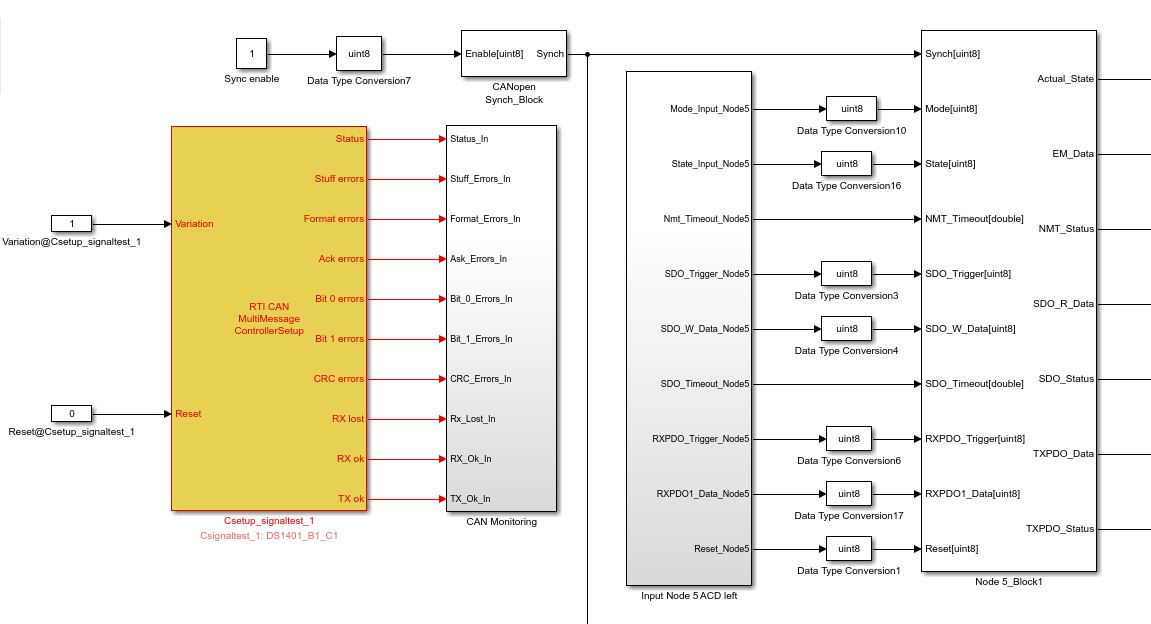 1
Sync enable
uint8
Data Type Conversion7
Enable[uint8]
Synch
CANopen
Synch_Block
1
Variation@Csetup_signaltest_1
0
Reset@Csetup_signaltest_1
Variation
Reset
RTI CAN
MultiMessage
ControllerSetup
Status
Stuff errors
Format errors
Ack errors
Bit 0 errors
Bit 1 errors
CRC errors
RX lost
RX ok
TX ok
Csetup_signaltest_1
Csignaltest_1: DS1401_B1_C1
Status_In
Stuff_Errors_In
Format_Errors_In
Ask_Errors_In
Bit_0_Errors_In
Bit_1_Errors_In
CRC_Errors_In
Rx_Lost_In
RX_Ok_In
TX_Ok_In
CAN Monitoring
Mode_Input_Node5
State_Input_Node5
Nmt_Timeout_Node5
SDO_Trigger_Node5
SDO_W_Data_Node5
SDO_Timeout_Node5
RXPDO_Trigger_Node5
RXPDO1_Data_Node5
Reset_Node5
Input Node 5 ACD left
uint8
Data Type Conversion10
uint8
Data Type Conversion16
uint8
Data Type Conversion3
uint8
Data Type Conversion4
uint8
Data Type Conversion6
uint8
Data Type Conversion17
uint8
Data Type Conversion1
Synch[uint8]
Mode[uint8]
State[uint8]
NMT_Timeout[double]
SDO_Trigger[uint8]
SDO_W_Data[uint8]
SDO_Timeout[double]
RXPDO_Trigger[uint8]
RXPDO1_Data[uint8]
Reset[uint8]
Actual_State
EM_Data
NMT_Status
SDO_R_Data
SDO_Status
TXPDO_Data
TXPDO_Status
Node 5_Block1